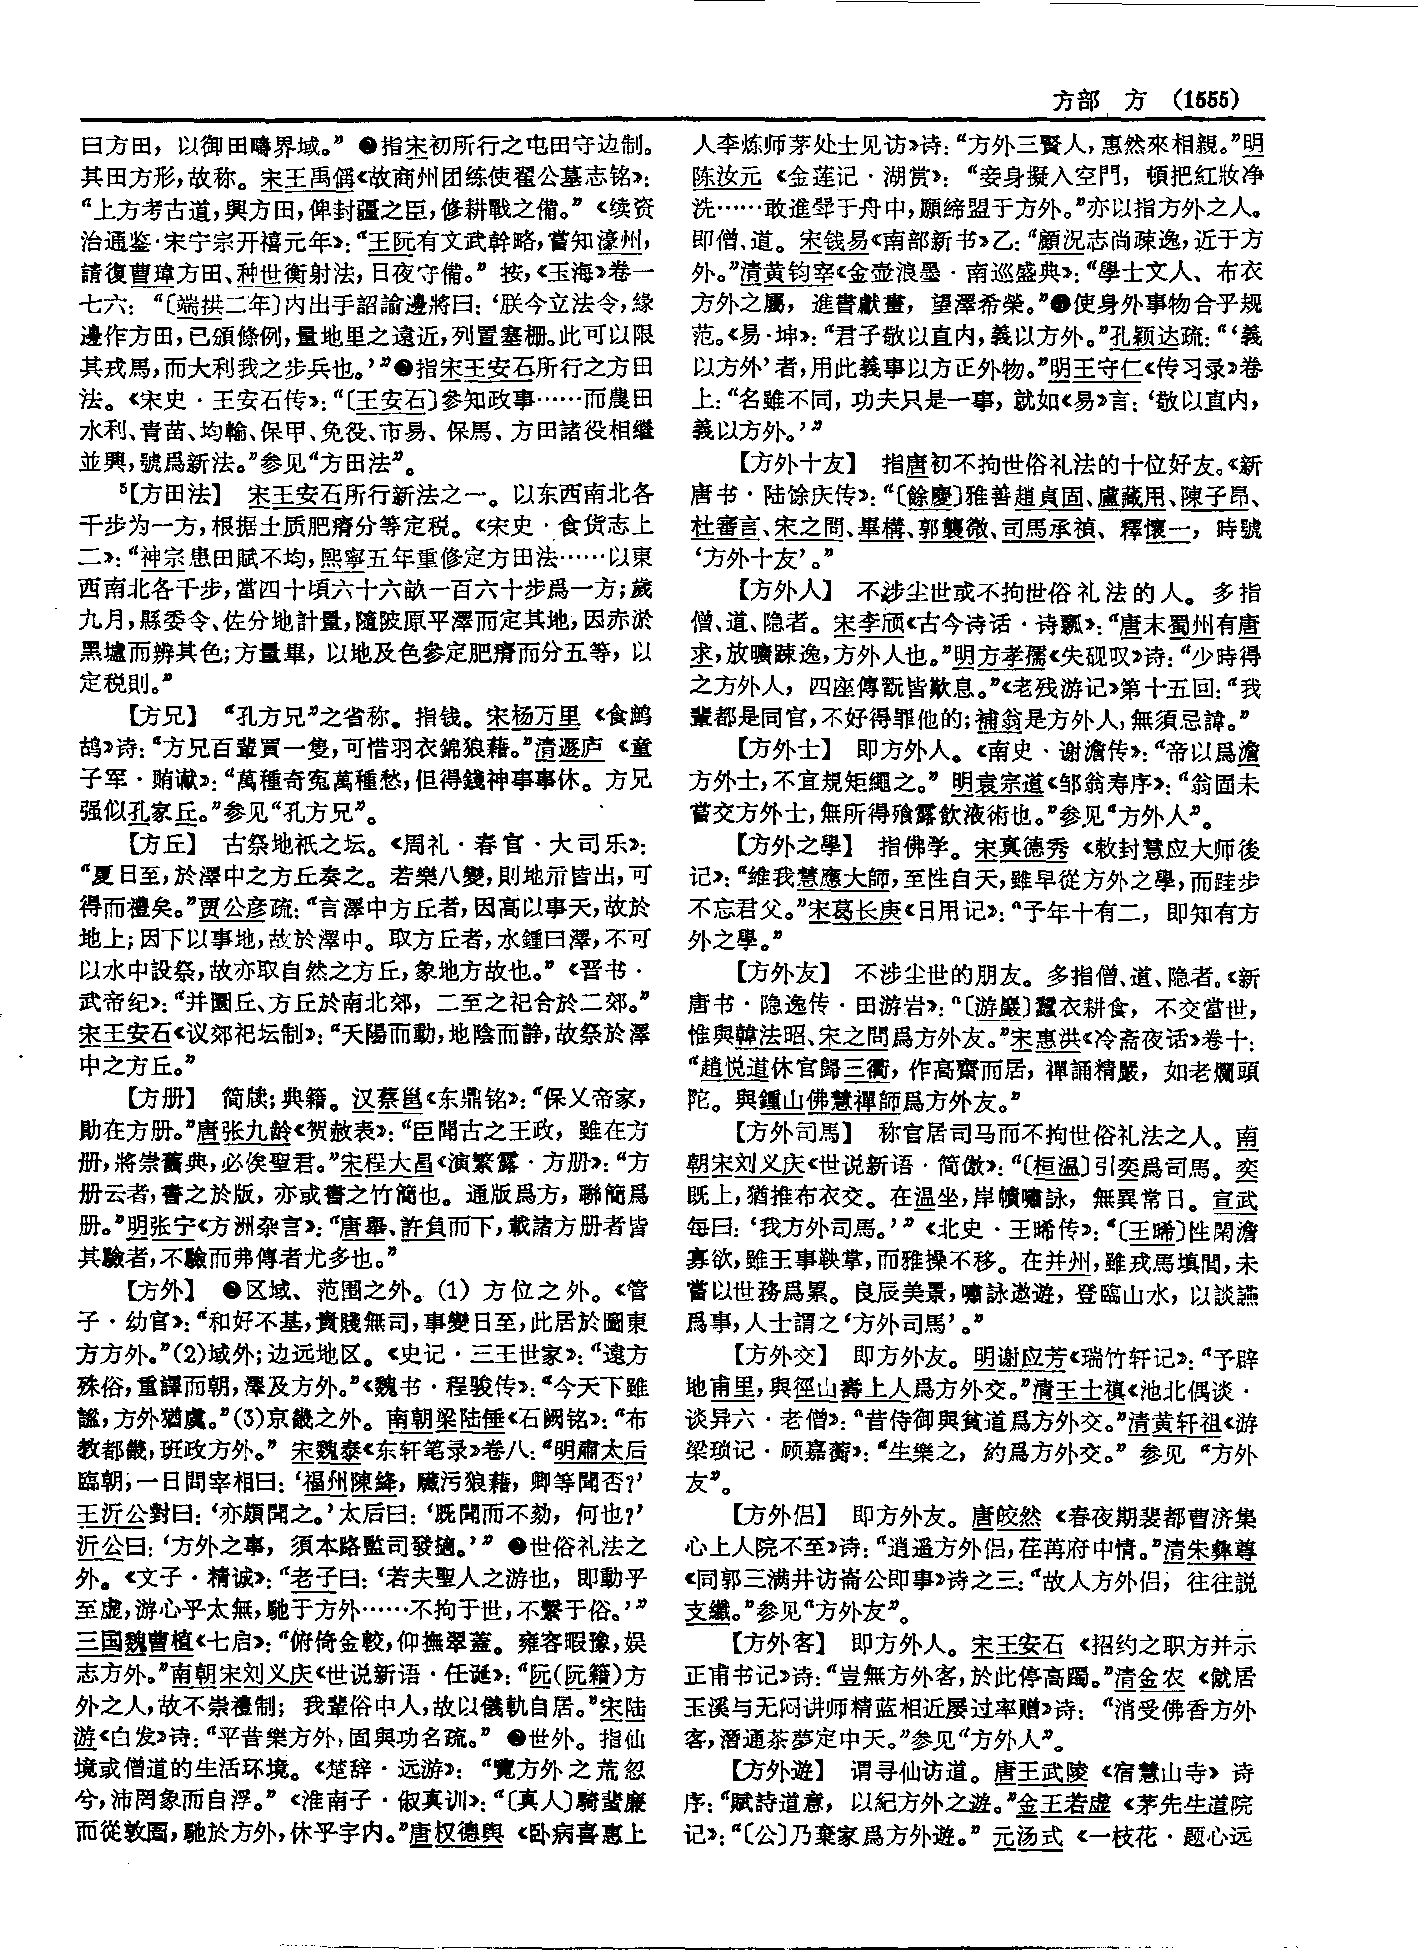 方部　方　(1555)
曰方田，以御田疇界域。”❷指宋初所行之屯田守边制。
其田方形，故称。宋王禹偁《故商州团练使翟公墓志铭》：
“上方考古道，興方田，俾封疆之臣，修耕戰之備。”《续资
治通鉴·宋宁宗开禧元年》：“王阮有文武幹略，嘗知濠州，
請復曹瑋方田、种世衡射法，日夜守備。”按，《玉海》卷一
七六：“〔端拱二年〕内出手詔諭邊將曰：‘朕今立法令，緣
邊作方田，已頒條例，量地里之遠近，列置塞栅。此可以限
其戎馬，而大利我之步兵也。’”❸指宋王安石所行之方田
法。《宋史·王安石传》：“〔王安石〕參知政事……而農田
水利、青苗、均輸、保甲、免役、市易、保馬、方田諸役相繼
並興，號爲新法。”参见“方田法”。
5【方田法】　宋王安石所行新法之一。以东西南北各
千步为一方，根据土质肥瘠分等定税。《宋史·食货志上
二》：“神宗患田賦不均，熙寧五年重修定方田法……以東
西南北各千步，當四十頃六十六畝一百六十步爲一方；歲
九月，縣委令、佐分地計量，隨陂原平澤而定其地，因赤淤
黑壚而辨其色；方量畢，以地及色參定肥瘠而分五等，以
定税則。”
【方兄】　“孔方兄”之省称。指钱。宋杨万里《食鹧
鸪》诗：“方兄百輩買一隻，可惜羽衣錦狼藉。”清遯庐《童
子军·贿谳》：“萬種奇寃萬種愁，但得錢神事事休。方兄
强似孔家丘。”参见“孔方兄”。
【方丘】　古祭地祇之坛。《周礼·春官·大司乐》：
“夏日至，於澤中之方丘奏之。若樂八變，則地示皆出，可
得而禮矣。”贾公彦疏：“言澤中方丘者，因高以事天，故於
地上；因下以事地，故於澤中。取方丘者，水鍾曰澤，不可
以水中設祭，故亦取自然之方丘，象地方故也。”《晋书·
武帝纪》：“并圜丘、方丘於南北郊，二至之祀合於二郊。”
宋王安石《议郊祀坛制》：“天陽而動，地陰而静，故祭於澤
中之方丘。”
【方册】　简牍；典籍。汉蔡邕《东鼎铭》：“保乂帝家，
勛在方册。”唐张九龄《贺赦表》：“臣聞古之王政，雖在方
册，將崇舊典，必俟聖君。”宋程大昌《演繁露·方册》：“方
册云者，書之於版，亦或書之竹簡也。通版爲方，聯簡爲
册。”明张宁《方洲杂言》：“唐舉、許負而下，載諸方册者皆
其驗者，不驗而弗傳者尤多也。”
【方外】　❶区域、范围之外。(1)方位之外。《管
子·幼官》：“和好不基，貴賤無司，事變日至，此居於圖東
方方外。”(2)域外；边远地区。《史记·三王世家》：“遠方
殊俗，重譯而朝，澤及方外。”《魏书·程骏传》：“今天下雖
謐，方外猶虞。”(3)京畿之外。南朝梁陆倕《石阙铭》：“布
教都畿，班政方外。”宋魏泰《东轩笔录》卷八：“明肅太后
臨朝，一日問宰相曰：‘福州陳絳，贓污狼藉，卿等聞否？’
王沂公對曰：‘亦頗聞之。’太后曰：‘既聞而不劾，何也？’
沂公曰：‘方外之事，須本路監司發擿。’”❷世俗礼法之
外。《文子·精诚》：“老子曰：‘若夫聖人之游也，即動乎
至虚，游心乎太無，馳于方外……不拘于世，不繫于俗。’”
三国魏曹植《七启》：“俯倚金較，仰撫翠蓋。雍容暇豫，娱
志方外。”南朝宋刘义庆《世说新语·任诞》：“阮(阮籍)方
外之人，故不崇禮制；我輩俗中人，故以儀軌自居。”宋陆
游《白发》诗：“平昔樂方外，固與功名疏。”❸世外。指仙
境或僧道的生活环境。《楚辞·远游》：“覽方外之荒忽
兮，沛罔象而自浮。”《淮南子·俶真训》：“〔真人〕騎蜚廉
而從敦圄，馳於方外，休乎宇内。”唐权德舆《卧病喜惠上
人李炼师茅处士见访》诗：“方外三賢人，惠然來相親。”明
陈汝元《金莲记·湖赏》：“妾身擬入空門，頓把紅妝净
洗……敢進斝于舟中，願締盟于方外。”亦以指方外之人。
即僧、道。宋钱易《南部新书》乙：“顧況志尚疎逸，近于方
外。”清黄钧宰《金壶浪墨·南巡盛典》：“學士文人、布衣
方外之屬，進書獻畫，望澤希榮。”❹使身外事物合乎规
范。《易·坤》：“君子敬以直内，義以方外。”孔颖达疏：“‘義
以方外’者，用此義事以方正外物。”明王守仁《传习录》卷
上：“名雖不同，功夫只是一事，就如《易》言：‘敬以直内，
義以方外。’”
【方外十友】　指唐初不拘世俗礼法的十位好友。《新
唐书·陆馀庆传》：“〔餘慶〕雅善趙貞固、盧藏用、陳子昂、
杜審言、宋之問、畢構、郭襲微、司馬承禎、釋懷一，時號
‘方外十友’。”
【方外人】　不涉尘世或不拘世俗礼法的人。多指
僧、道、隐者。宋李颀《古今诗话·诗瓢》：“唐末蜀州有唐
求，放曠踈逸，方外人也。”明方孝孺《失砚叹》诗：“少時得
之方外人，四座傳翫皆歎息。”《老残游记》第十五回：“我
輩都是同官，不好得罪他的；補翁是方外人，無須忌諱。”
【方外士】　即方外人。《南史·谢澹传》：“帝以爲澹
方外士，不宜規矩繩之。”明袁宗道《邹翁寿序》：“翁固未
嘗交方外士，無所得飱露飲液術也。”参见“方外人”。
【方外之學】　指佛学。宋真德秀《敕封慧应大师後
记》：“維我慧應大師，至性自天，雖早從方外之學，而跬步
不忘君父。”宋葛长庚《日用记》：“予年十有二，即知有方
外之學。”
【方外友】　不涉尘世的朋友。多指僧、道、隐者。《新
唐书·隐逸传·田游岩》：“〔游巖〕蠶衣耕食，不交當世，
惟與韓法昭、宋之問爲方外友。”宋惠洪《冷斋夜话》卷十：
“趙悦道休官歸三衢，作高齋而居，禪誦精嚴，如老爛頭
陀。與鍾山佛慧禪師爲方外友。”
【方外司馬】　称官居司马而不拘世俗礼法之人。南
朝宋刘义庆《世说新语·简傲》：“〔桓温〕引奕爲司馬。奕
既上，猶推布衣交。在温坐，岸幘嘯詠，無異常日。宣武
每曰：‘我方外司馬。’”《北史·王晞传》：“〔王晞〕性閑澹
寡欲，雖王事鞅掌，而雅操不移。在并州，雖戎馬填閭，未
嘗以世務爲累。良辰美景，嘯詠遨遊，登臨山水，以談讌
爲事，人士謂之‘方外司馬’。”
【方外交】　即方外友。明谢应芳《瑞竹轩记》：“予辟
地甫里，與徑山壽上人爲方外交。”清王士禛《池北偶谈·
谈异六·老僧》：“昔侍御與貧道爲方外交。”清黄轩祖《游
梁琐记·顾嘉蘅》：“生樂之，約爲方外交。”参见“方外
友”。
【方外侣】　即方外友。唐皎然《春夜期裴都曹济集
心上人院不至》诗：“逍遥方外侣，荏苒府中情。”清朱彝尊
《同郭三满井访崙公即事》诗之三：“故人方外侣，往往説
支纖。”参见“方外友”。
【方外客】　即方外人。宋王安石《招约之职方并示
正甫书记》诗：“豈無方外客，於此停高躅。”清金农《僦居
玉溪与无闷讲师精蓝相近屡过率赠》诗：“消受佛香方外
客，潛通茶夢定中天。”参见“方外人”。
【方外遊】　谓寻仙访道。唐王武陵《宿慧山寺》诗
序：“賦詩道意，以紀方外之遊。”金王若虚《茅先生道院
记》：“〔公〕乃棄家爲方外遊。”元汤式《一枝花·题心远